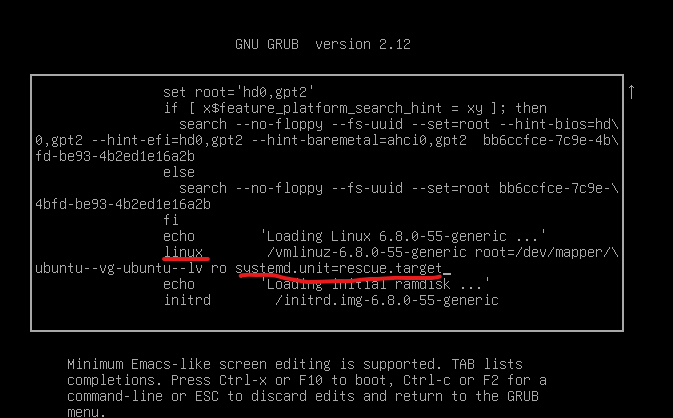 GNU GRUB  version 2.12
set root='hd0,gpt2'
if [ x$feature_platform_search_hint = xy ]; then
search --no-floppy --fs-uuid --set=root --hint-bios=hd\
0,gpt2 --hint-efi=hd0,gpt2 --hint-baremetal=ahci0,gpt2  bb6ccfce-7c9e-4b\
fd-be93-4b2ed1e16a2b
else
search --no-floppy --fs-uuid --set=root bb6ccfce-7c9e-\
4bfd-be93-4b2ed1e16a2b
fi
echo        'Loading Linux 6.8.0-55-generic ...'
linux        /vmlinuz-6.8.0-55-generic root=/dev/mapper/\
ubuntu--vg-ubuntu--lv ro systemd.unit=rescue.target_
echo        'Loading initial ramdisk ...'
initrd        /initrd.img-6.8.0-55-generic
↑
Minimum Emacs-like screen editing is supported. TAB lists
completions. Press Ctrl-x or F10 to boot, Ctrl-c or F2 for a
command-line or ESC to discard edits and return to the GRUB
menu.